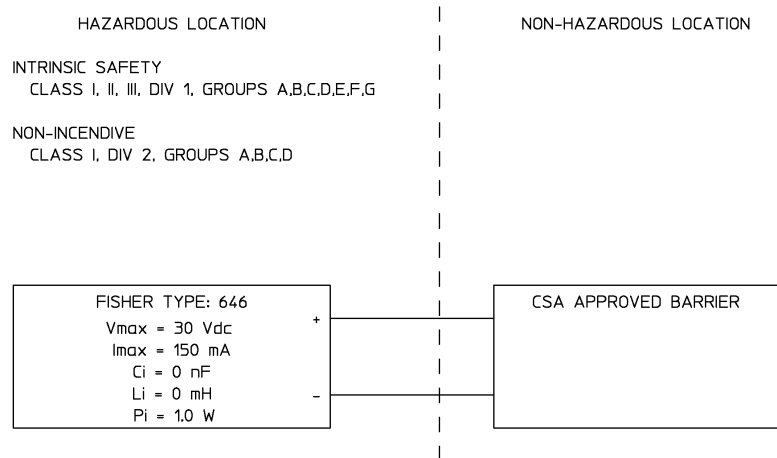 HAZARDOUS LOCATION
NON-HAZARDOUS LOCATION
INTRINSIC SAFETY
CLASS I, II, III, DIV 1, GROUPS A,B,C,D,E,F,G
NON-INCENDIVE
CLASS I, DIV 2, GROUPS A,B,C,D
FISHER TYPE: 646
Vmax = 30 Vdc
Imax = 150 mA
Ci = 0 nF
Li = 0 mH
Pi = 1.0 W
+
-
CSA APPROVED BARRIER